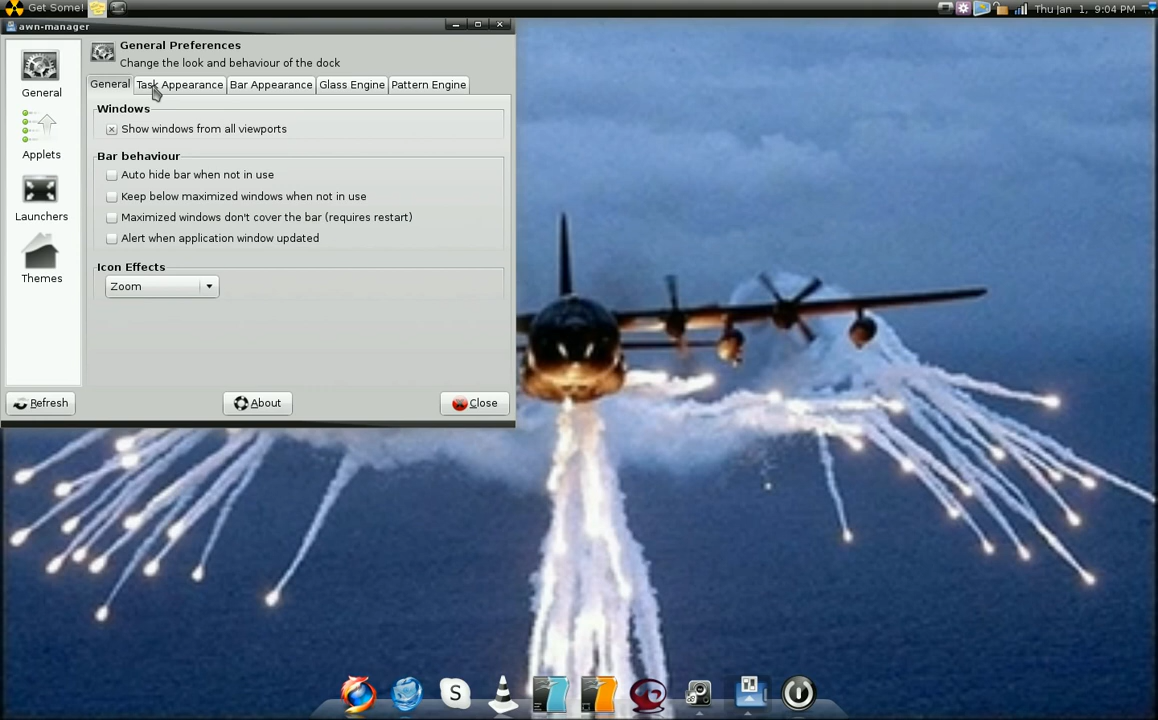 Get Some!
Thu Jan 1, 9:04 PM
awn-manager
General Preferences
Change the look and behaviour of the dock
General
Applets
Launchers
Themes
General Task Appearance Bar Appearance Glass Engine Pattern Engine
Windows
Show windows from all viewports
Bar behaviour
Auto hide bar when not in use
Keep below maximized windows when not in use
Maximized windows don't cover the bar (requires restart)
Alert when application window updated
Icon Effects
Zoom
Refresh About Close
S